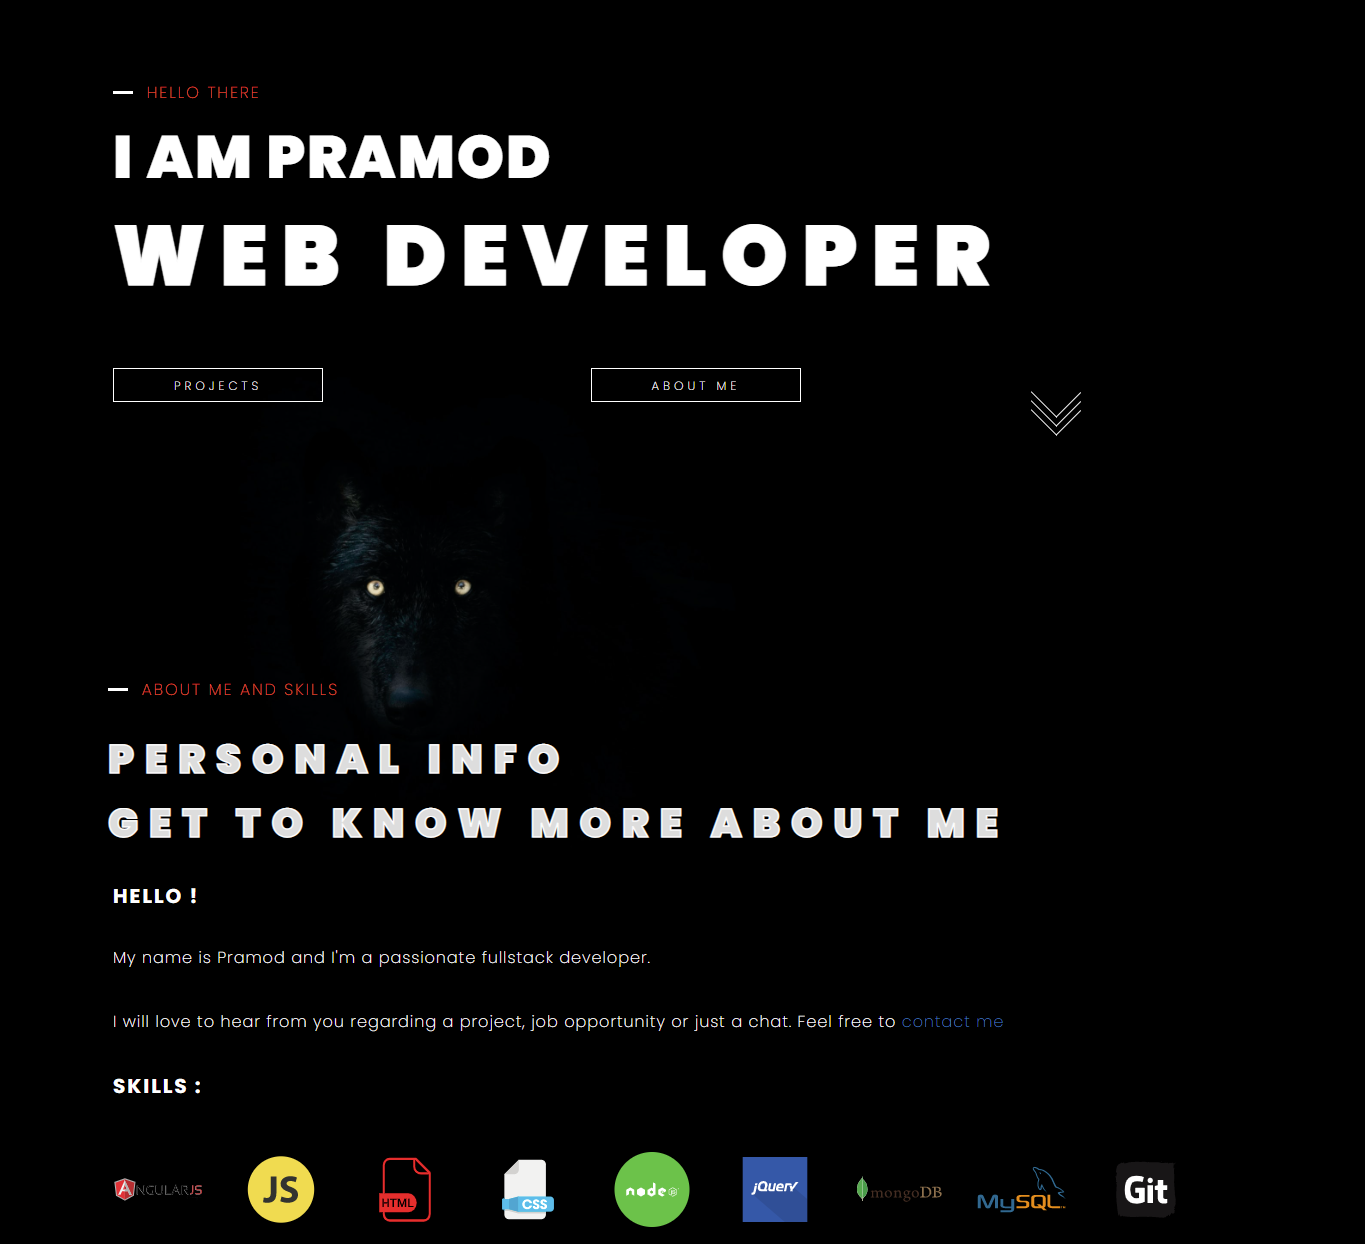 HELLO THERE
I AM PRAMOD
WEB DEVELOPER
PROJECTS
ABOUT ME
ABOUT ME AND SKILLS
PERSONAL INFO
GET TO KNOW MORE ABOUT ME
HELLO !
My name is Pramod and I'm a passionate fullstack developer.
I will love to hear from you regarding a project, job opportunity or just a chat. Feel free to contact me
SKILLS :
ANGULARJS
JS
HTML
CSS
node
jQuery
mongoDB
MySQL
Git